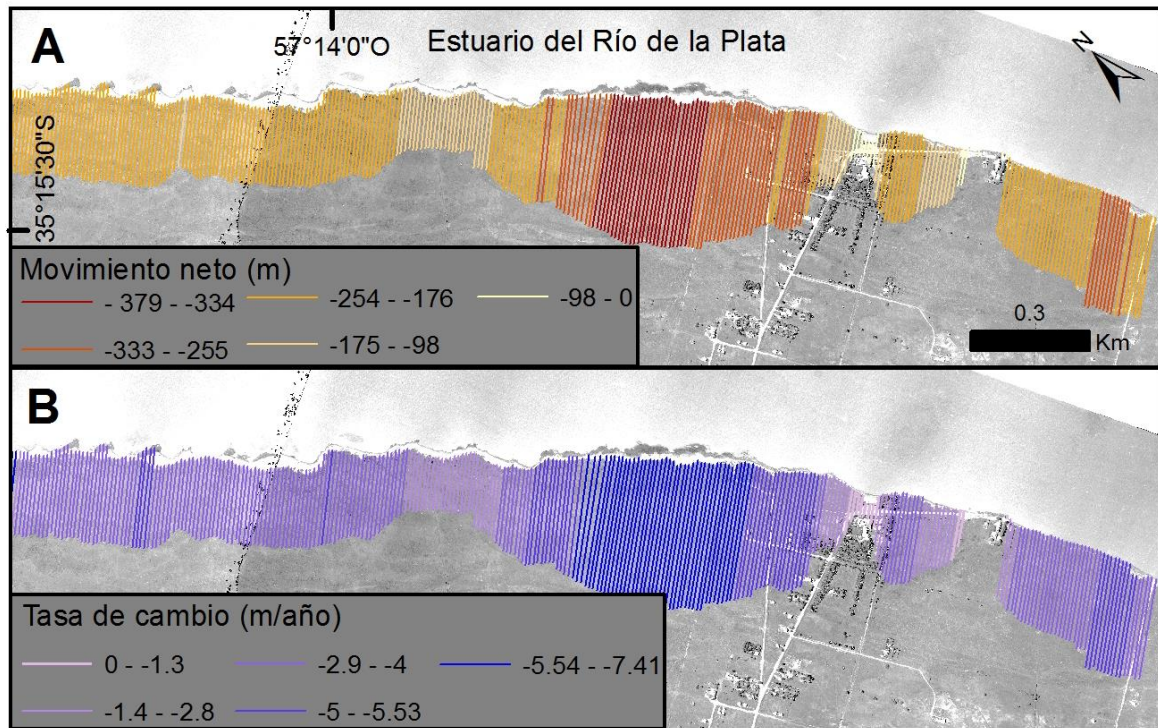 A
57°14'0"O
Estuario del Río de la Plata
N
35°15'30"S
Movimiento neto (m)
- 379 - -334
-254 - -176
-98 - 0
-333 - -255
-175 - -98
0.3
Km
B
Tasa de cambio (m/año)
0 - -1.3
-2.9 - -4
-5.54 - -7.41
-1.4 - -2.8
-5 - -5.53